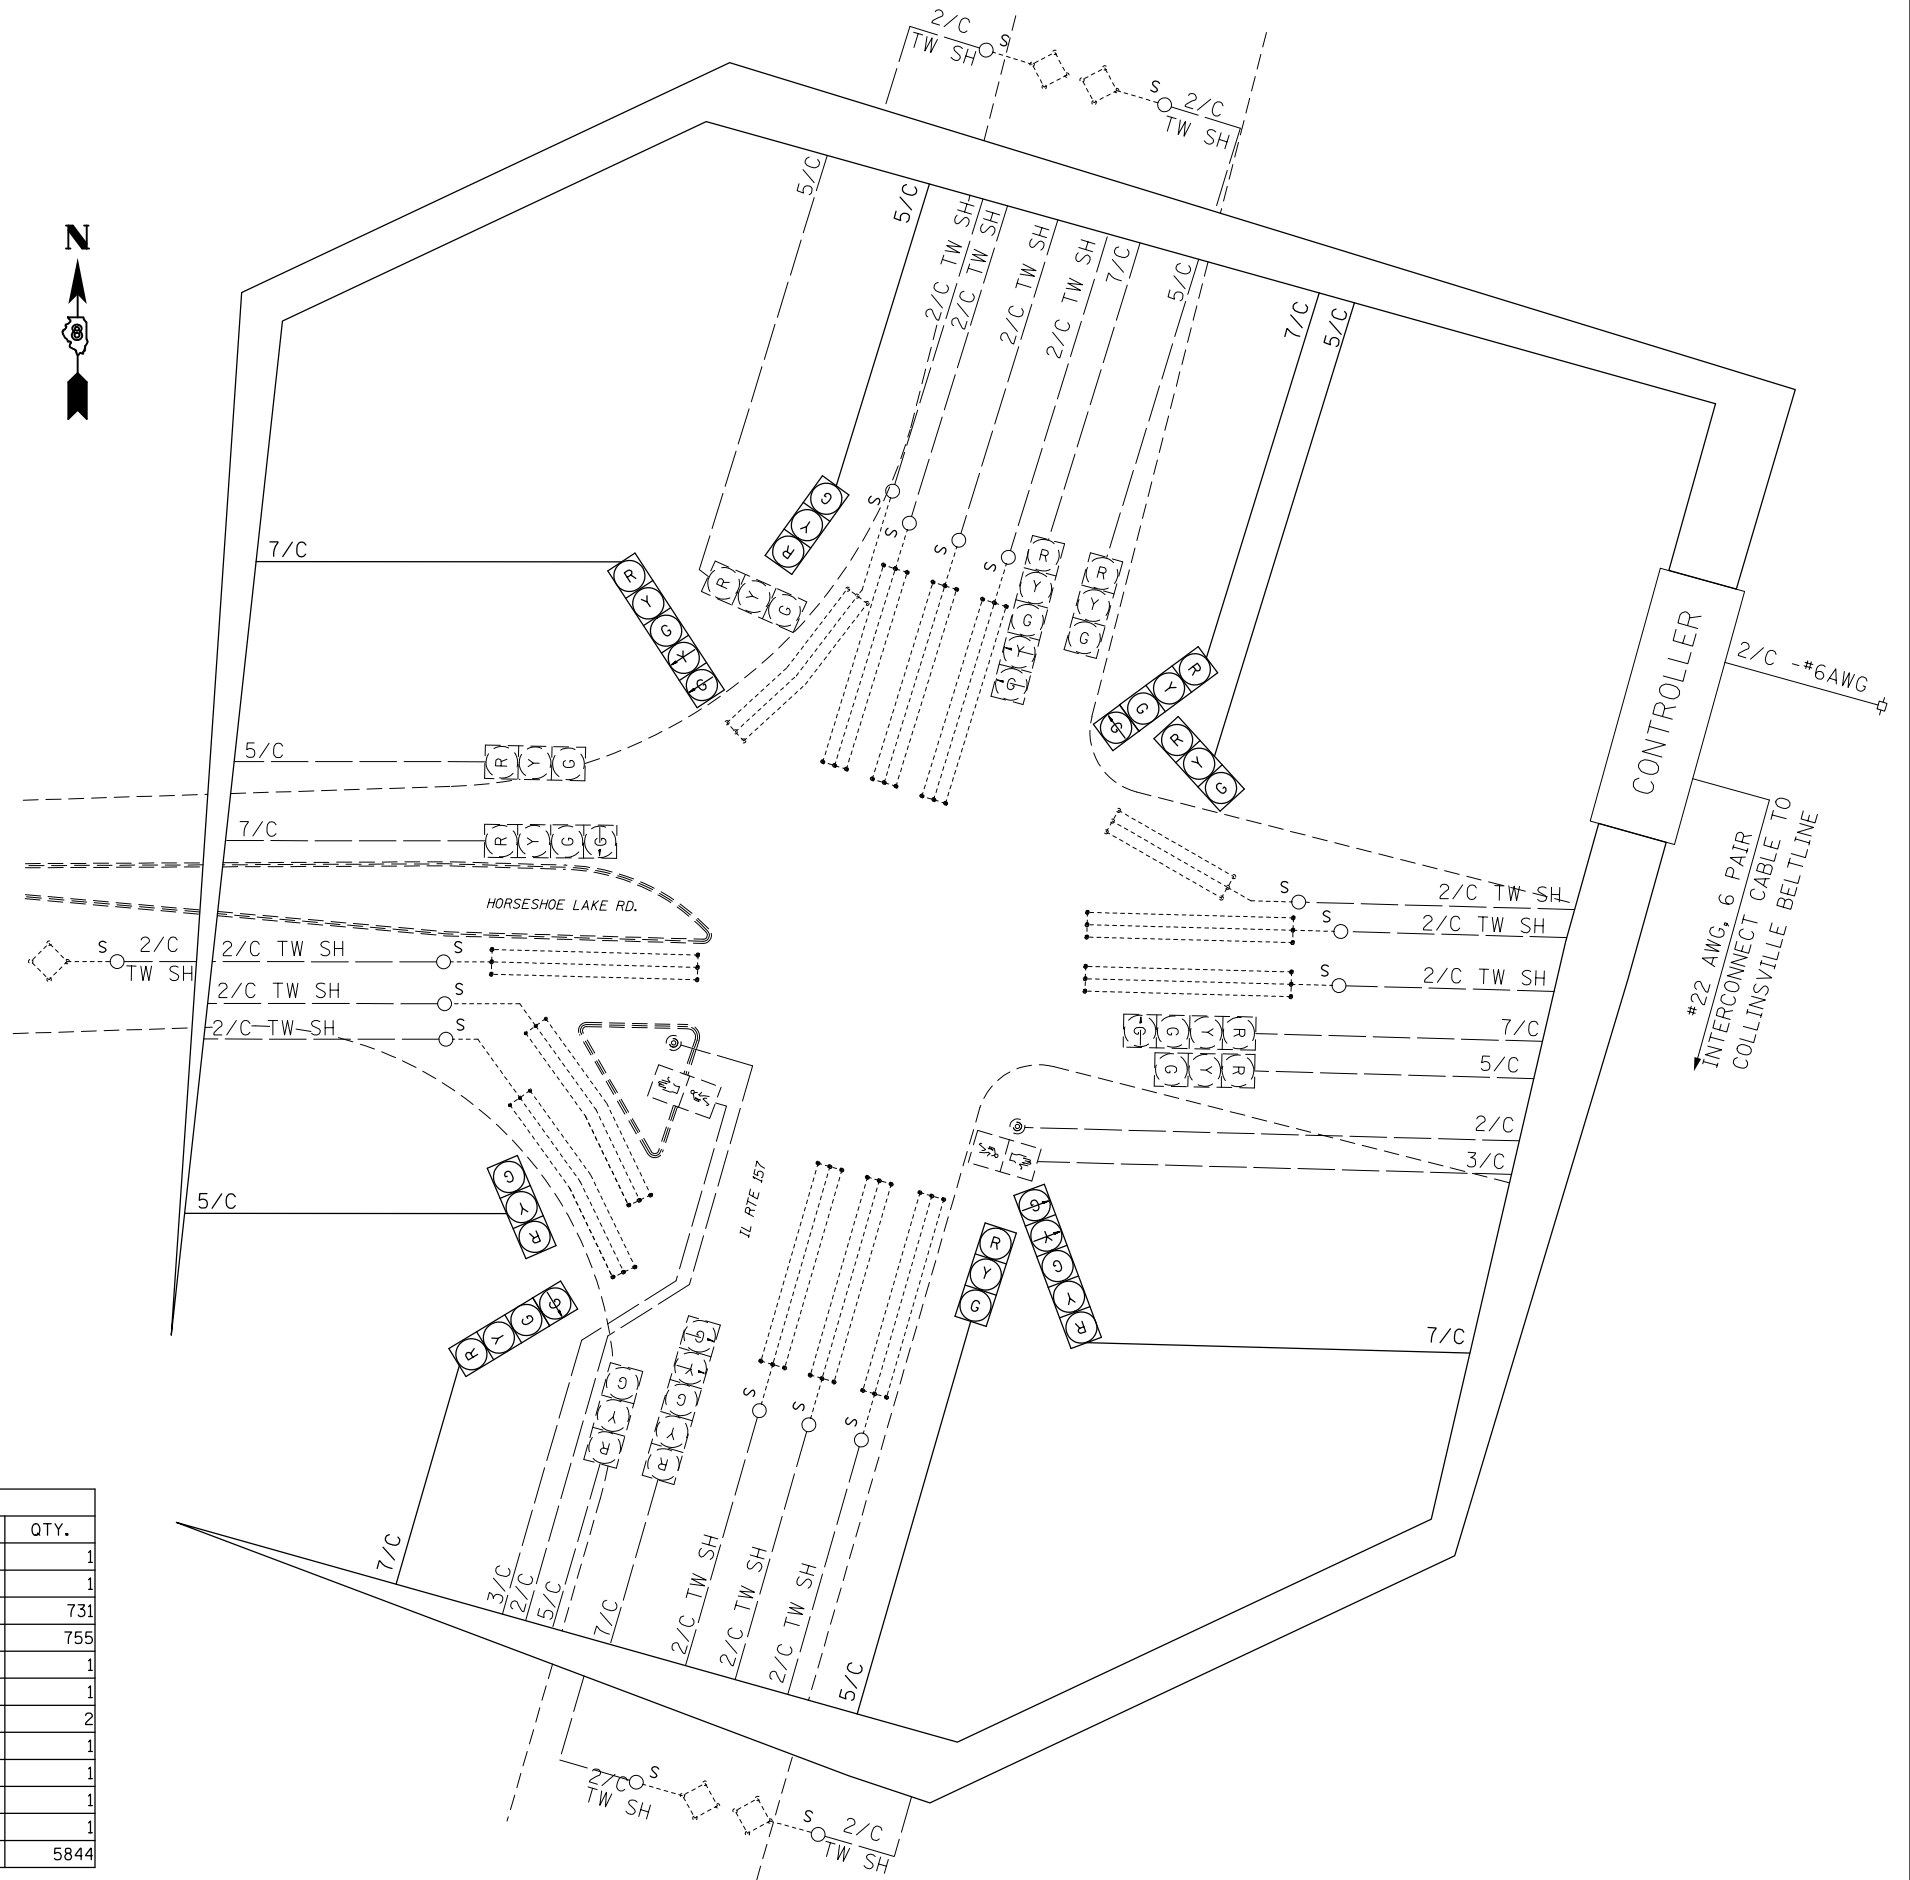 2/C
TW SH
S
S
2/C
TW SH
N
8
5/C
5/C
2/C TW SH
2/C TW SH
2/C TW SH
2/C TW SH
7/C
5/C
7/C
5/C
S
S
S
S
G
Y
R
R
Y
G
R
Y
G
Y
G
R
Y
G
7/C
R
Y
G
Y
G
R
Y
G
G
R
Y
G
CONTROLLER
2/C -#6AWG
#22 AWG, 6 PAIR
INTERCONNECT CABLE TO
COLLINSVILLE BELTLINE
5/C
R Y G
7/C
R Y G G
HORSESHOE LAKE RD.
S
2/C
TW SH
2/C TW SH
S
2/C TW SH
S
2/C TW SH
S
S
2/C TW SH
S
2/C TW SH
S
2/C TW SH
G G Y R
7/C
G Y R
5/C
2/C
3/C
5/C
G
Y
R
IL RTE 157
R
Y
G
G
Y
G
Y
R
7/C
R Y G G
7/C
G
Y
R
G
Y
G
Y
R
S
S
S
3/C
2/C
5/C
7/C
2/C TW SH
2/C TW SH
2/C TW SH
5/C
2/C
TW SH
S
S
2/C
TW SH
QTY.
1
1
731
755
1
1
2
1
1
1
1
5844